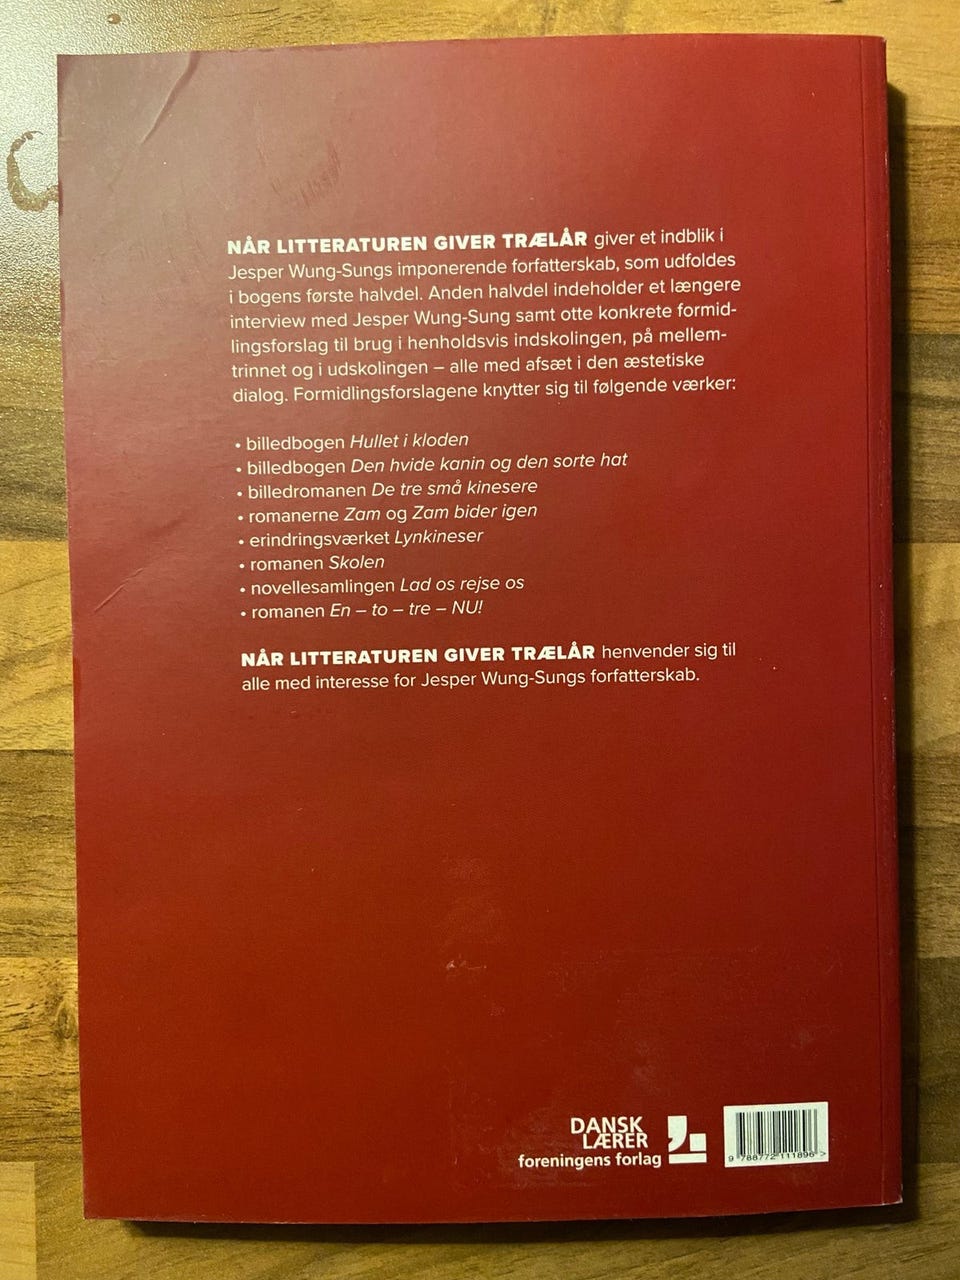 NÅR LITTERATUREN GIVER TRÆLÅR giver et indblik i
Jesper Wung-Sungs imponerende forfatterskab, som udfoldes
i bogens første halvdel. Anden halvdel indeholder et længere
interview med Jesper Wung-Sung samt otte konkrete formid-
lingsforslag til brug i henholdsvis indskolingen, på mellem-
trinnet og i udskolingen – alle med afsæt i den æstetiske
dialog. Formidlingsforslagene knytter sig til følgende værker:
• billedbogen Hullet i kloden
• billedbogen Den hvide kanin og den sorte hat
• billedromanen De tre små kinesere
• romanerne Zam og Zam bider igen
• erindringsværket Lynkineser
• romanen Skolen
• novellesamlingen Lad os rejse os
• romanen En – to – tre – NU!
NÅR LITTERATUREN GIVER TRÆLÅR henvender sig til
alle med interesse for Jesper Wung-Sungs forfatterskab.
DANSK
LÆRER
foreningens forlag
9 788772 111896 >